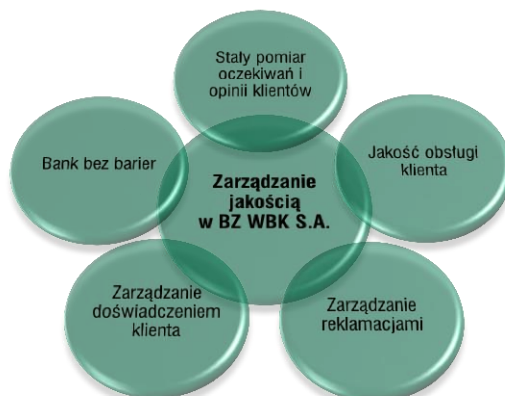 Stały pomiar
oczekiwań i
opinii klientów
Bank bez barier
Jakość obsługi
klienta
Zarządzanie
jakością
w BZ WBK S.A.
Zarządzanie
doświadczeniem
klienta
Zarządzanie
reklamacjami